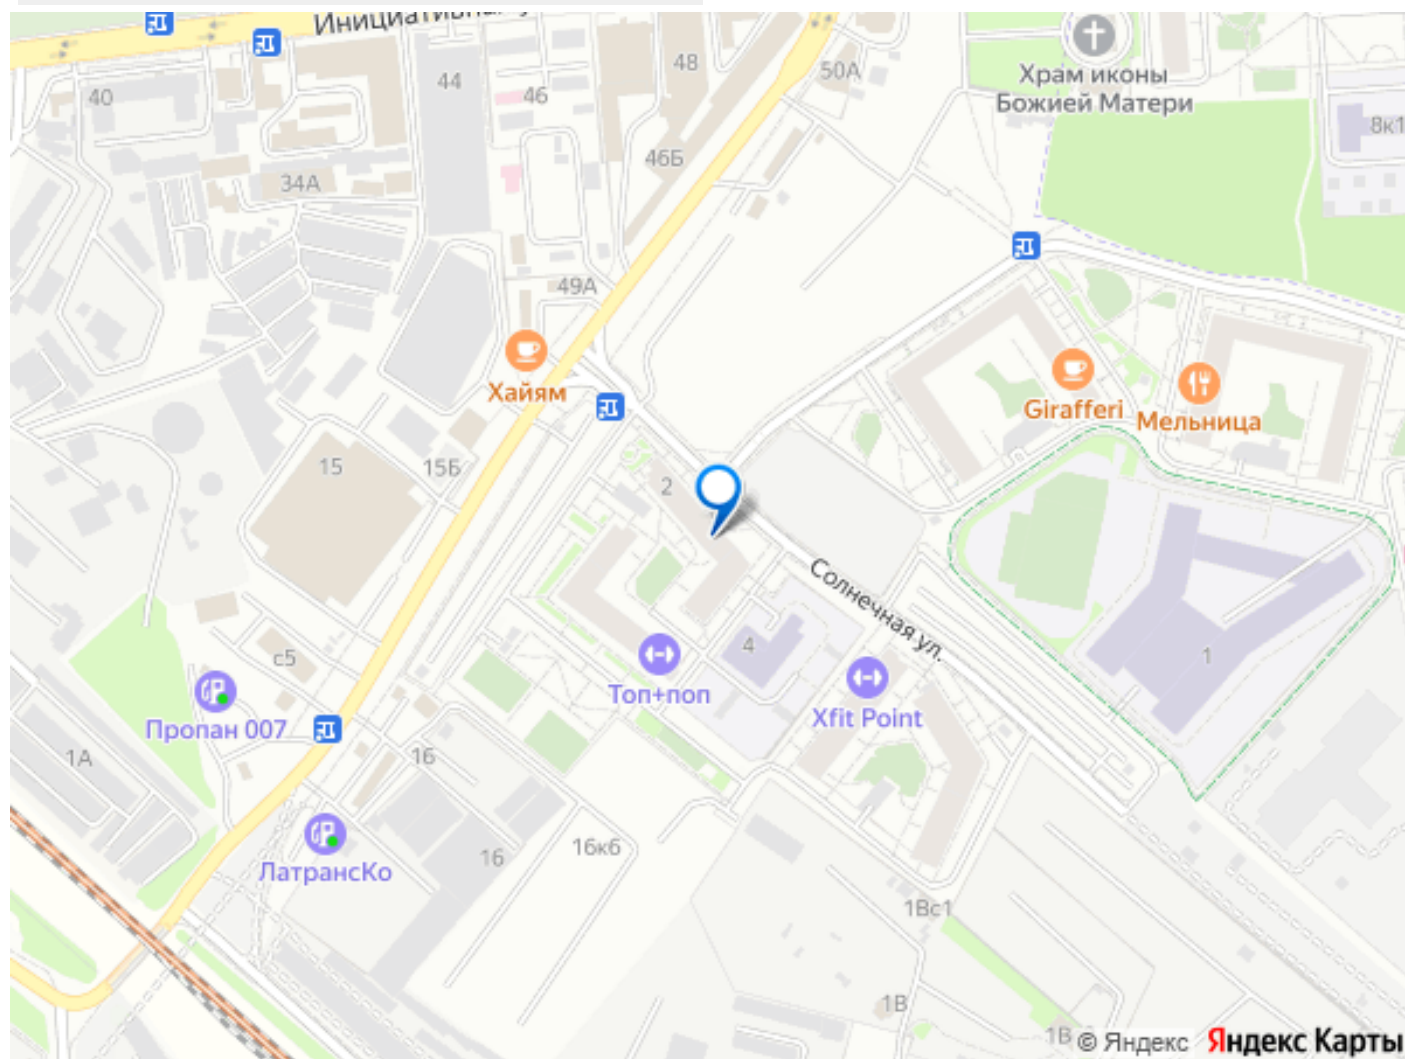 Инициативная у
48
50А
Храм иконы
Божией Матери
44
40
46
8к1
46Б
34А
49А
Хайям
Girafferi
Мельница
15
15Б
2
Солнечная ул.
4
1
с5
Топ+поп
Xfit Point
Пропан 007
1А
16
16к6
16
ЛатрансКо
1Вс1
1В
1В
© Яндекс Яндекс Карты